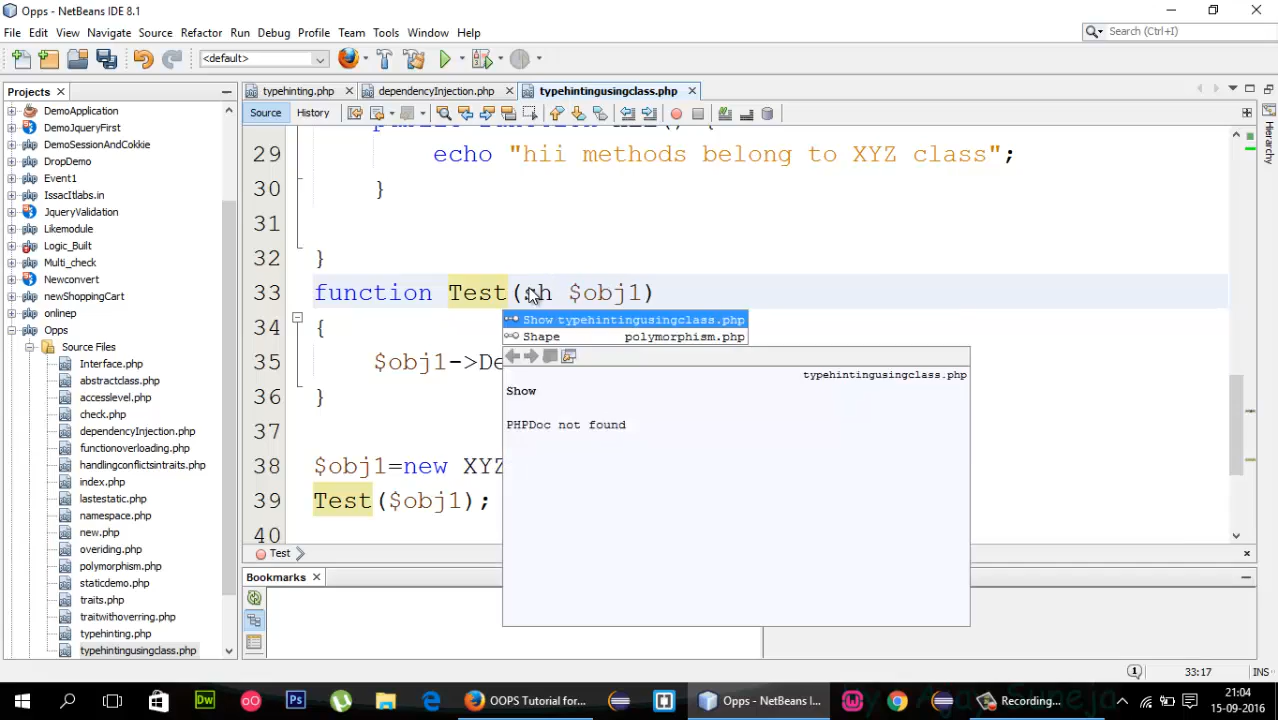 Opps - NetBeans IDE 8.1
File Edit View Navigate Source Refactor Run Debug Profile Team Tools Window Help
Search (Ctrl+I)
<default>
Projects
DemoApplication
DemoJqueryFirst
DemoSessionAndCokkie
DropDemo
Event1
IssacItlabs.in
JqueryValidation
Likemodule
Logic_Built
Multi_check
Newconvert
newShoppingCart
onlinep
Opps
Source Files
Interface.php
abstractclass.php
accesslevel.php
check.php
dependencyInjection.php
functionoverloading.php
handlingconflictsintraits.php
index.php
lastestatic.php
namespace.php
new.php
overiding.php
polymorphism.php
staticdemo.php
traits.php
traitwithoverring.php
typehinting.php
typehintingusingclass.php
typehinting.php dependencyInjection.php typehintingusingclass.php
Source History
29 echo "hii methods belong to XYZ class";
30 }
31
32 }
33 function Test(sh $obj1)
34 {
35 $obj1->De
36 }
37
38 $obj1=new XYZ
39 Test($obj1);
40
Show typehintingusingclass.php
Shape polymorphism.php
typehintingusingclass.php
Show
PHPDoc not found
Test
Bookmarks
Hierarchy
1 33:17 INS
OOPS Tutorial for...
Opps - NetBeans I...
Recording...
21:04
15-09-2016